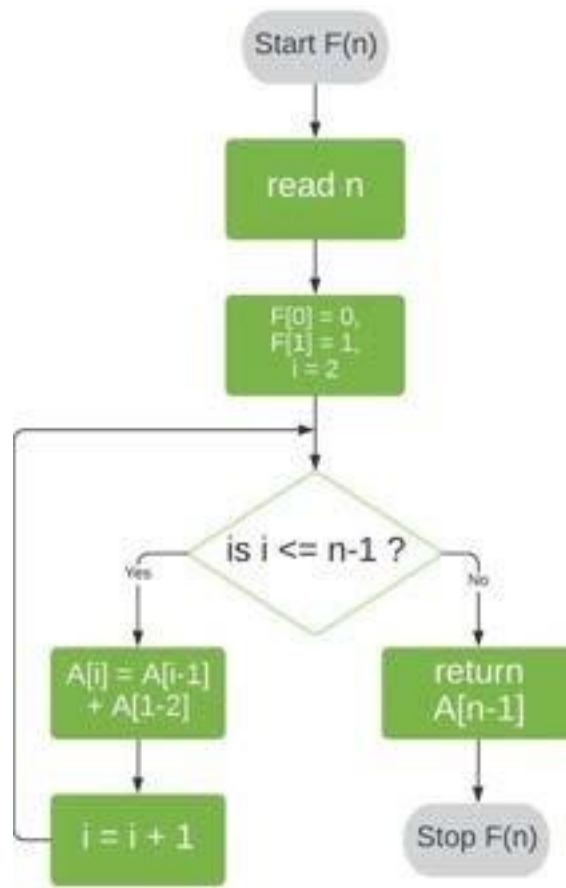 Start F(n)
read n
F[0] = 0,
F[1] = 1,
i = 2
is i <= n-1 ?
Yes
No
A[i] = A[i-1]
+ A[1-2]
return
A[n-1]
i = i + 1
Stop F(n)